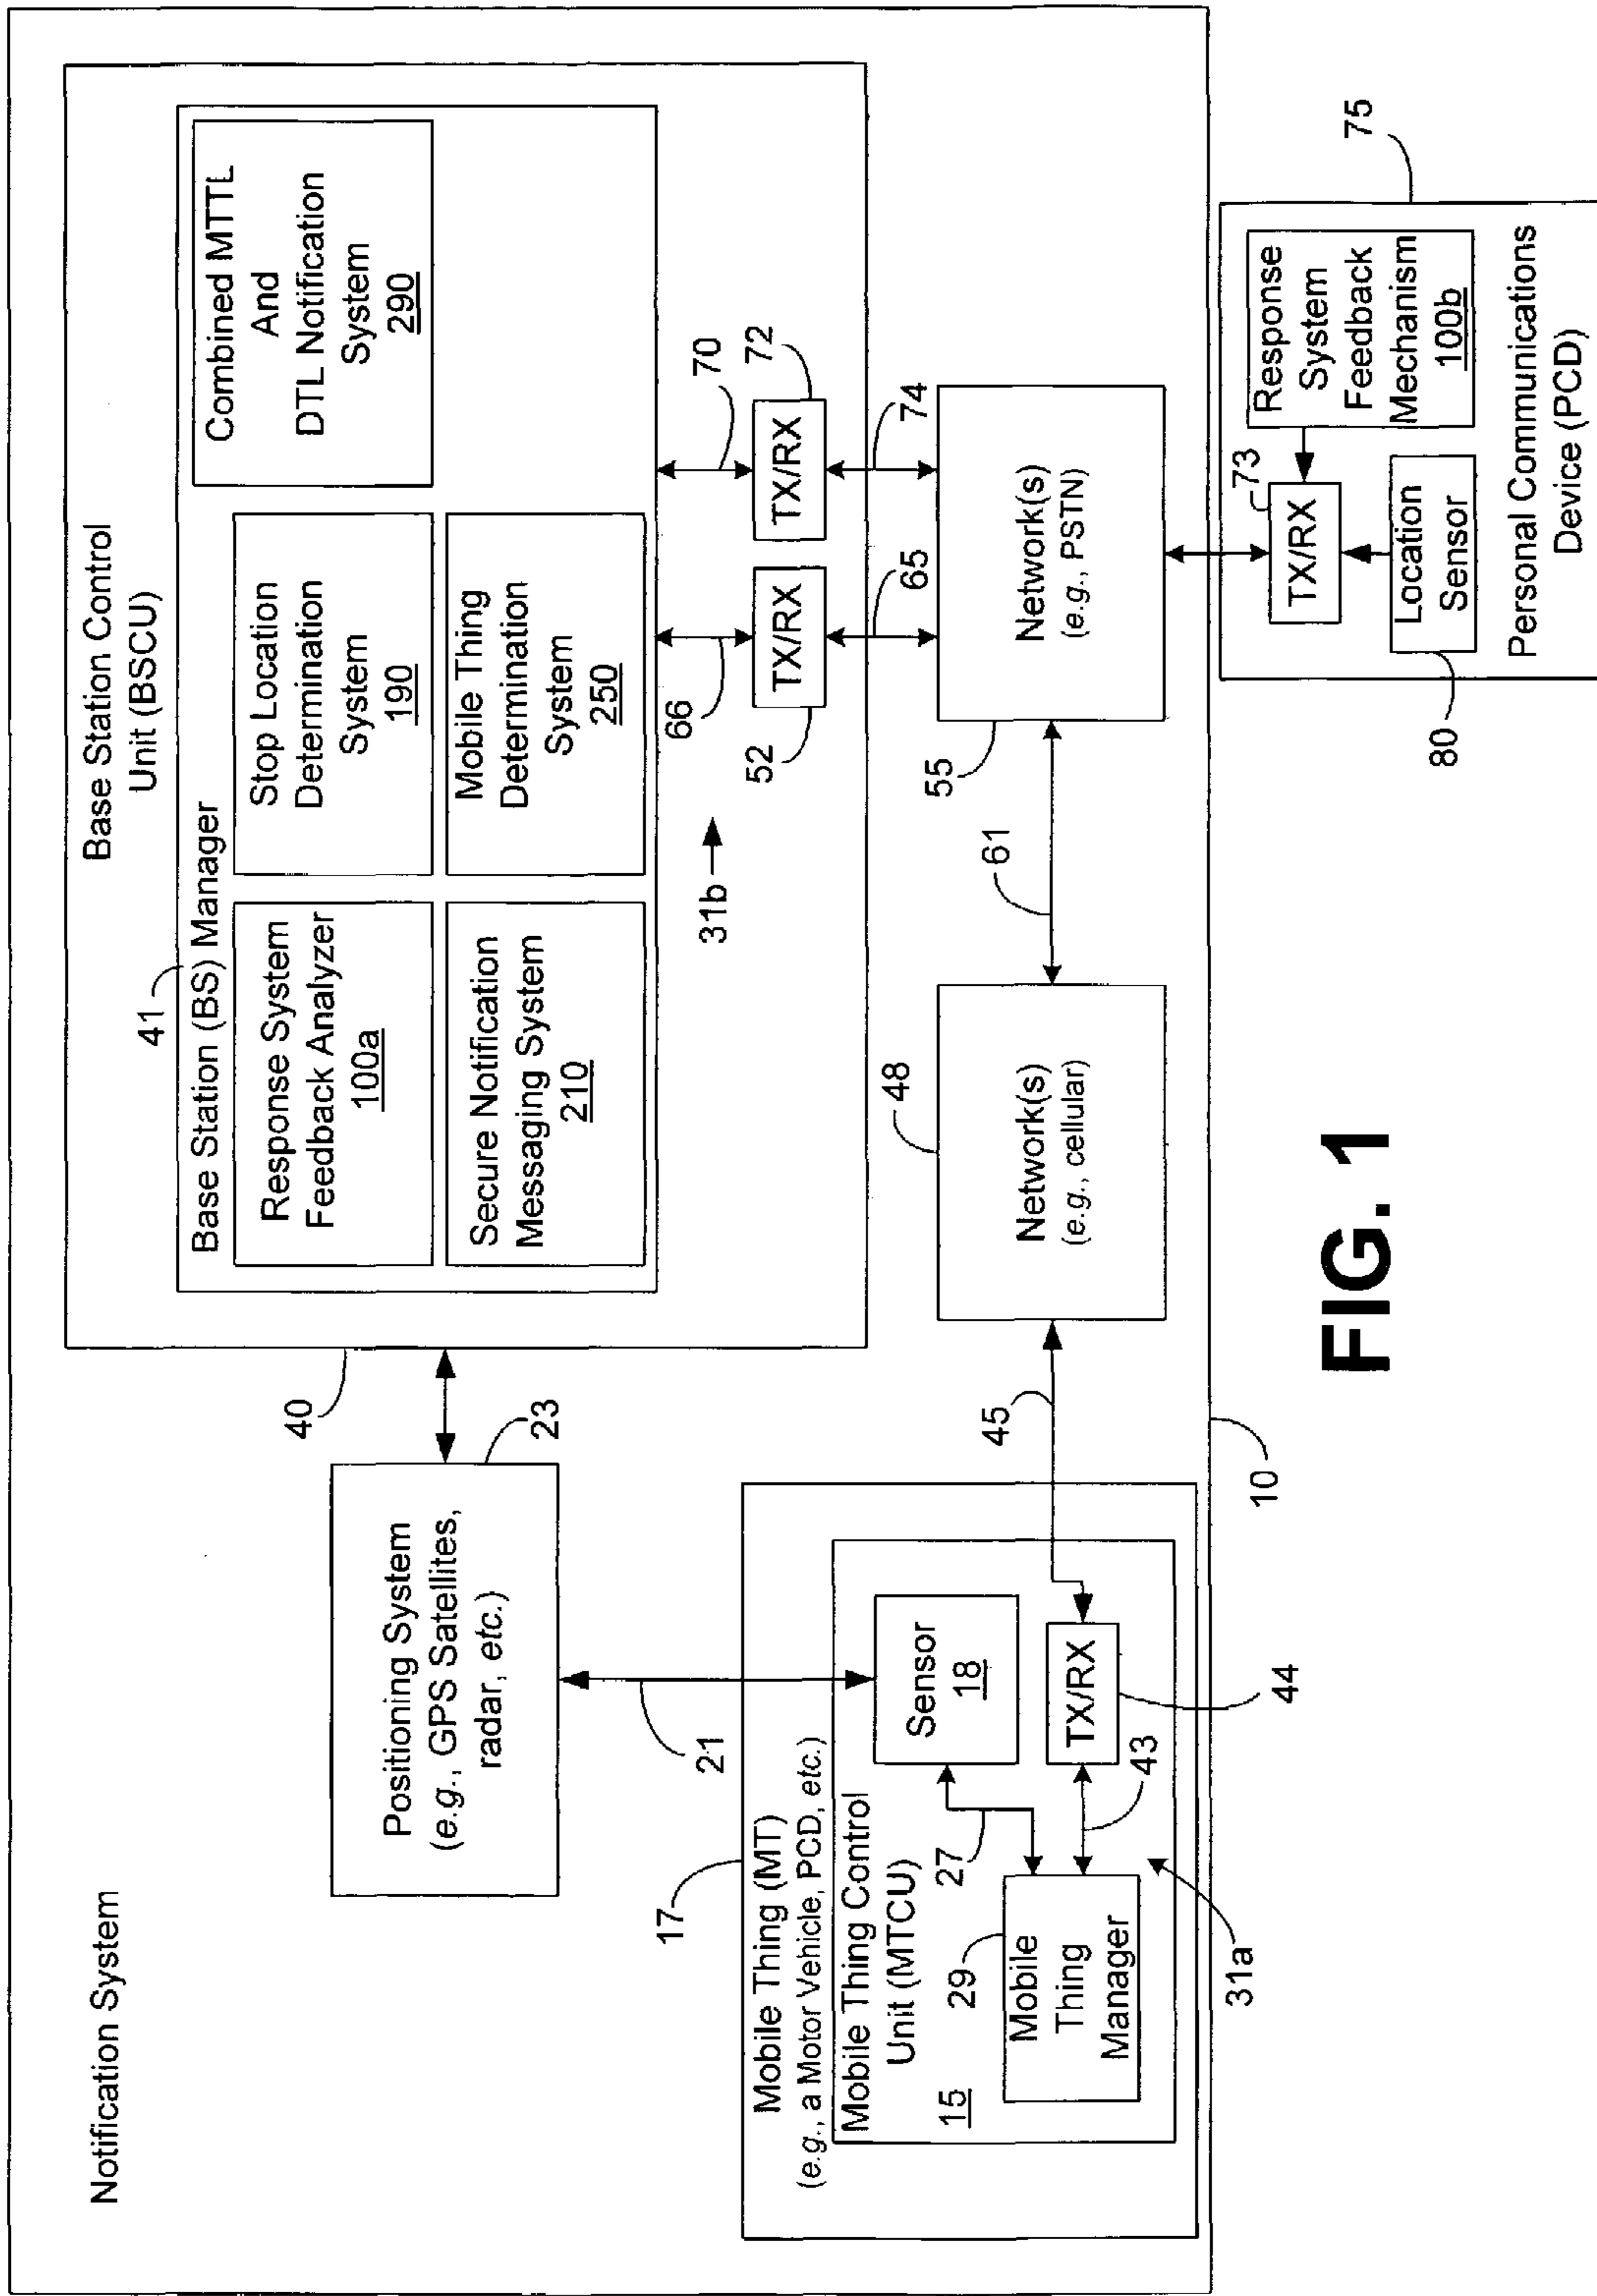 Notification System
Base Station Control
Unit (BSCU)
41
Base Station (BS) Manager
Response System
Feedback Analyzer
100a
Stop Location
Determination
System
190
Combined MTTL
And
DTL Notification
System
290
Secure Notification
Messaging System
210
Mobile Thing
Determination
System
250
40
31b
66
70
52
TX/RX
TX/RX
72
65
74
Positioning System
(e.g., GPS Satellites,
radar, etc.)
23
21
17
Mobile Thing (MT)
(e.g., a Motor Vehicle, PCD, etc.)
Mobile Thing Control
Unit (MTCU)
15
Sensor
18
27
29
Mobile
Thing
Manager
43
TX/RX
44
31a
45
48
Network(s)
(e.g., cellular)
61
55
Network(s)
(e.g., PSTN)
10
73
TX/RX
Response
System
Feedback
Mechanism
100b
75
Location
Sensor
80
Personal Communications
Device (PCD)
FIG. 1